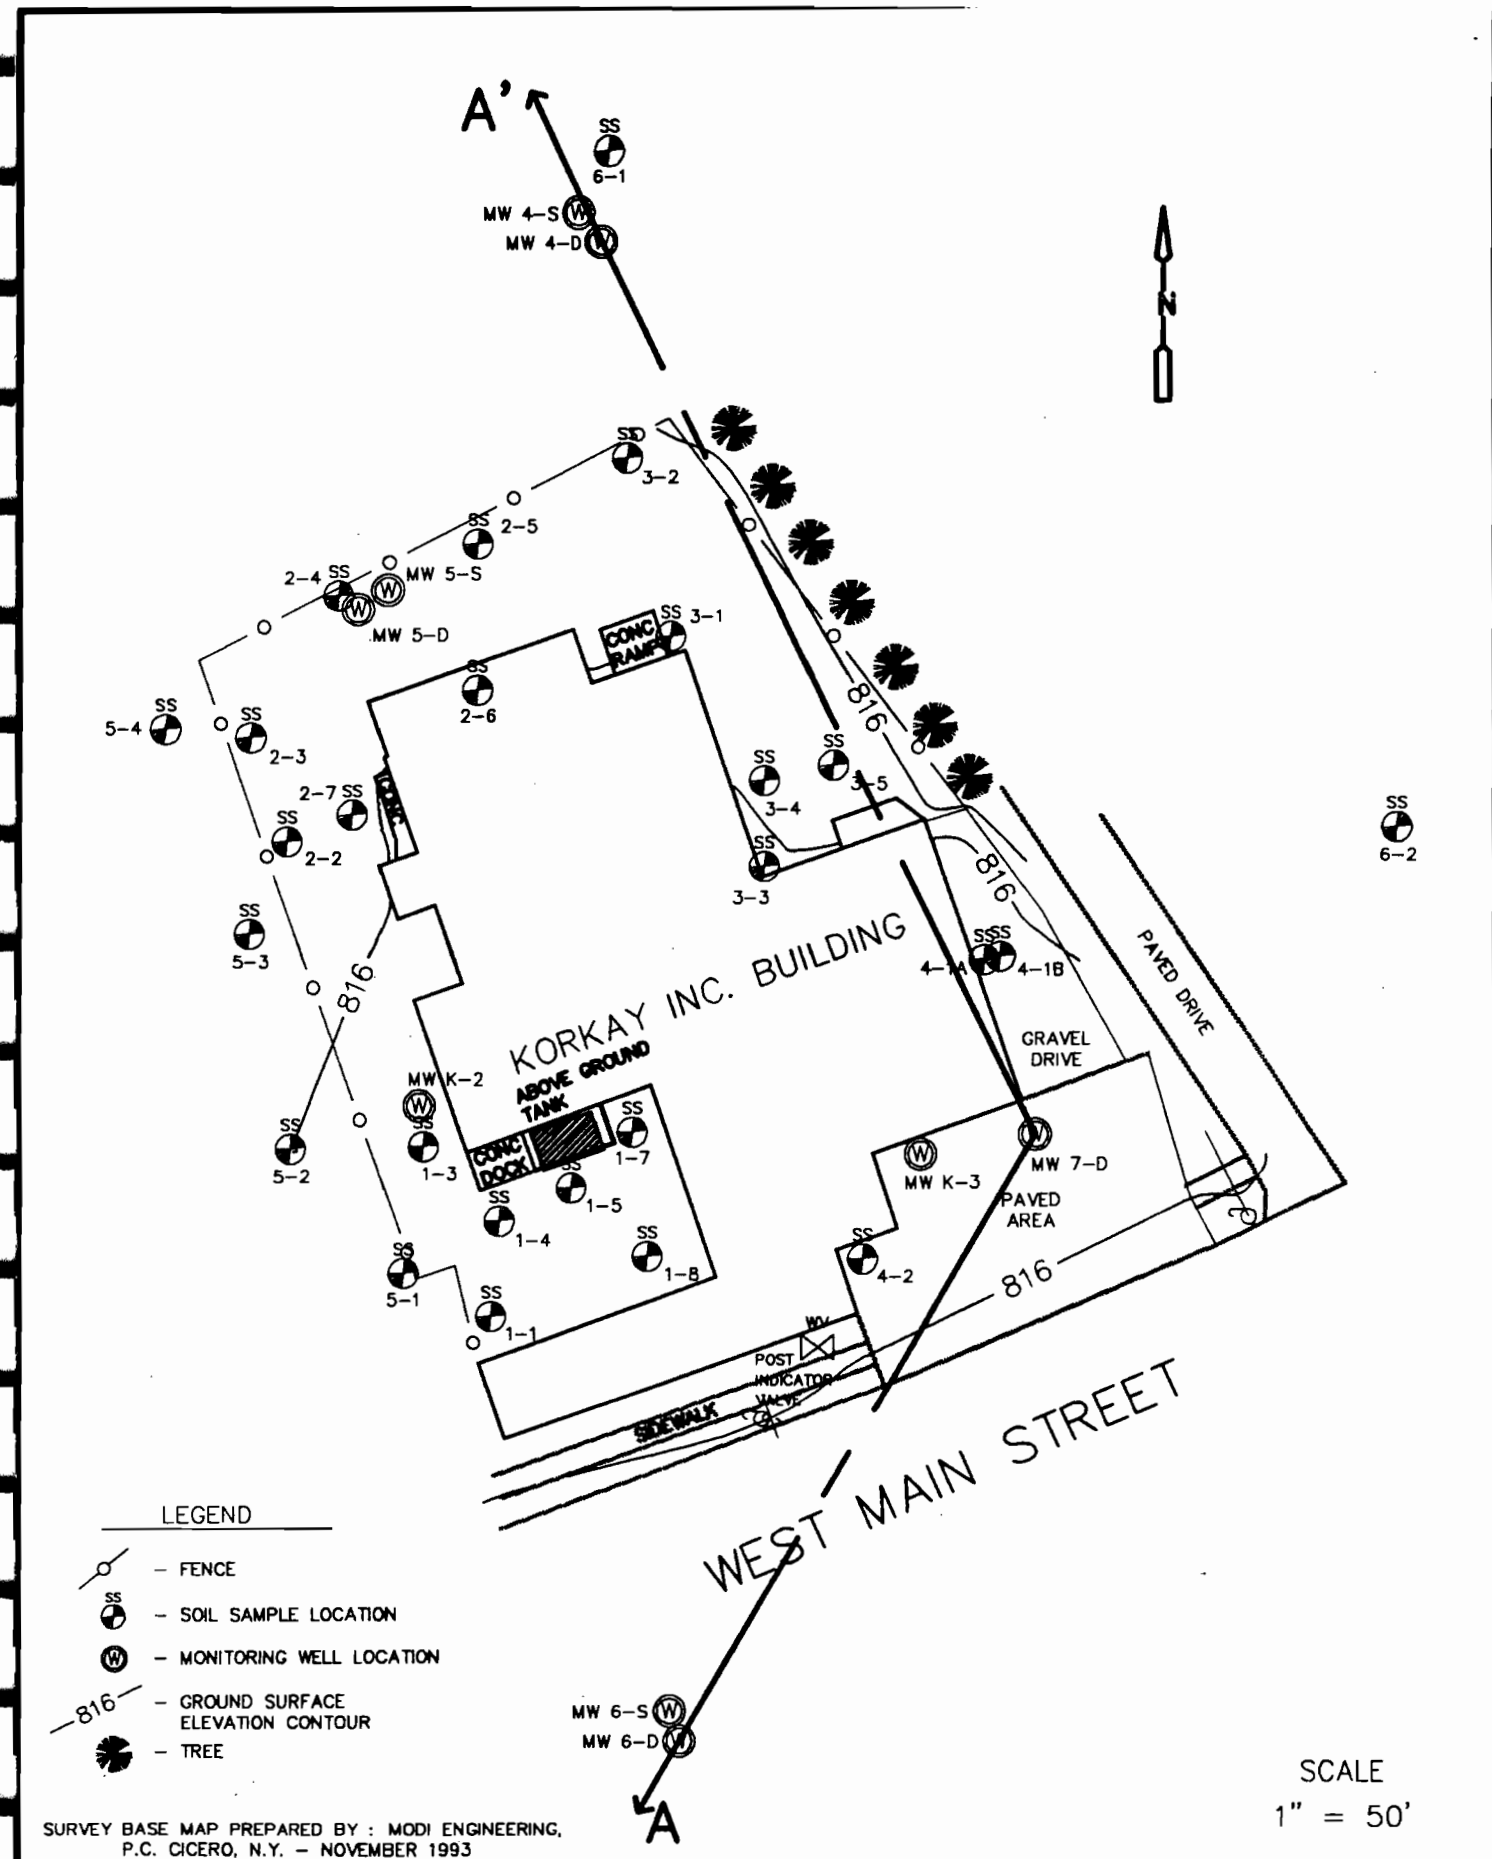 A'
SS
6-1
MW 4-S W
MW 4-D W
N
SS
3-2
SS
2-5
2-4 SS
W MW 5-S
W
MW 5-D
SS 3-1
CONC
RAMP
SS
2-6
816
SS
5-4
SS
2-3
2-7 SS
CONC
SS
2-2
SS
3-4
SS
3-5
SS
3-3
SS
6-2
816
SS
5-3
816
SS SS
4-1A 4-1B
PAVED DRIVE
KORKAY INC. BUILDING
GRAVEL
DRIVE
ABOVE GROUND
TANK
MW K-2
W
SS
1-3
SS
5-2
CONC
DOCK
SS
1-7
SS
1-5
SS
1-4
W
MW K-3
W
MW 7-D
PAVED
AREA
SS
1-8
SS
4-2
SS
5-1
SS
1-1
816
WV
POST
INDICATOR
VALVE
SIDEWALK
WEST MAIN STREET
LEGEND
- FENCE
SS
- SOIL SAMPLE LOCATION
W - MONITORING WELL LOCATION
816 - GROUND SURFACE
ELEVATION CONTOUR
- TREE
MW 6-S W
MW 6-D W
A
SCALE
1" = 50'
SURVEY BASE MAP PREPARED BY : MODI ENGINEERING,
P.C. CICERO, N.Y. - NOVEMBER 1993